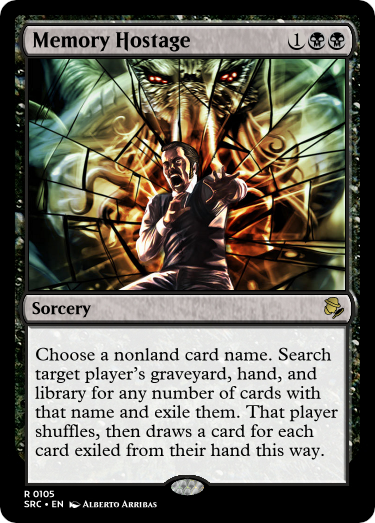 Memory Hostage 1
Sorcery
Choose a nonland card name. Search
target player's graveyard, hand, and
library for any number of cards with
that name and exile them. That player
shuffles, then draws a card for each
card exiled from their hand this way.
R 0105
SRC • EN Alberto Arribas